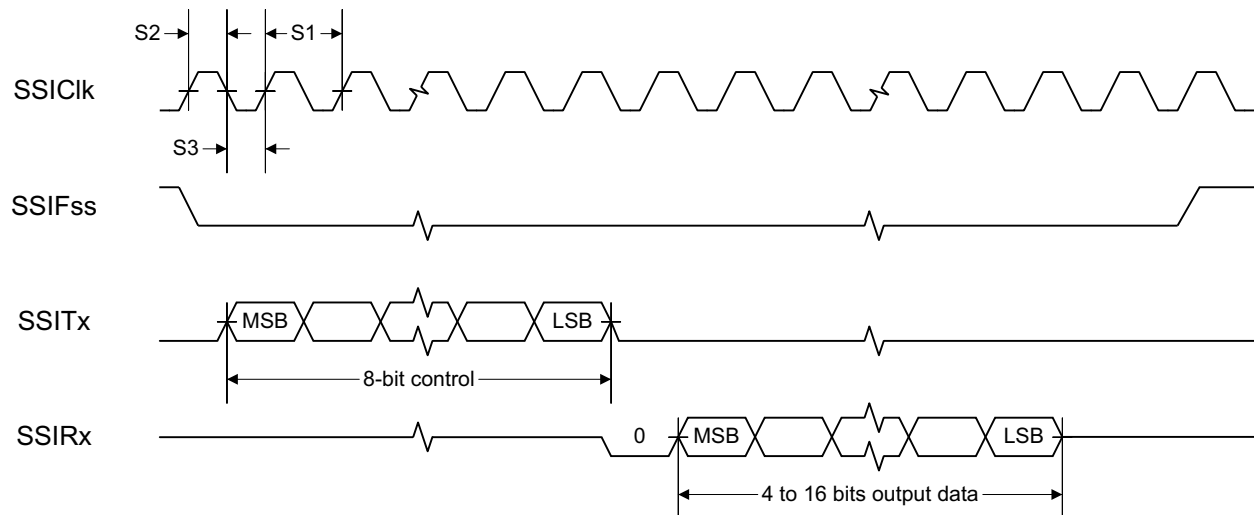 S2
S1
SSIClk
S3
SSIFss
SSITx
MSB
LSB
8-bit control
SSIRx
0
MSB
LSB
4 to 16 bits output data